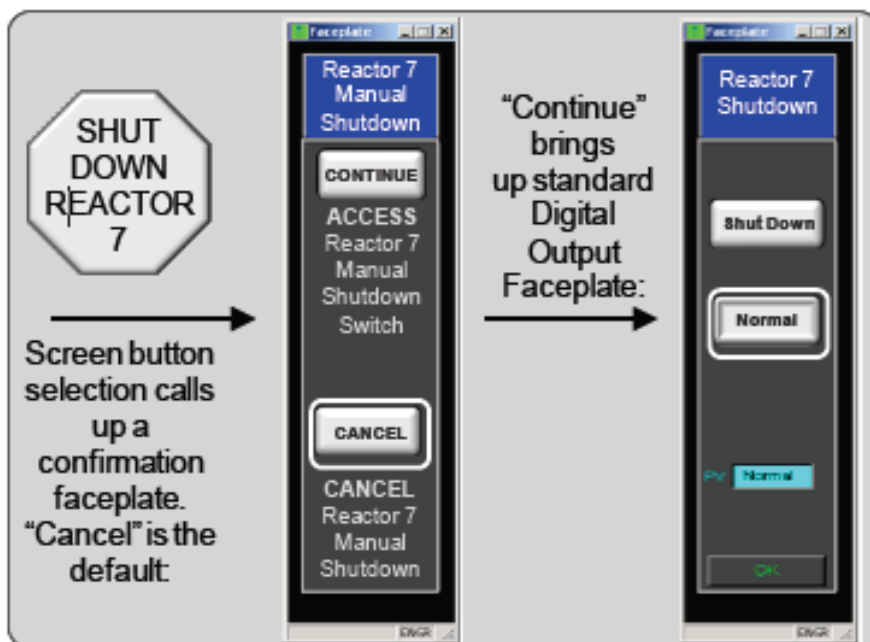 SHUT
DOWN
REACTOR
7
Screen button
selection calls
up a
confirmation
faceplate.
“Cancel” is the
default:
Faceplate
Reactor 7
Manual
Shutdown
CONTINUE
ACCESS
Reactor 7
Manual
Shutdown
Switch
CANCEL
CANCEL
Reactor 7
Manual
Shutdown
ENGR
“Continue”
brings
up standard
Digital
Output
Faceplate:
Faceplate
Reactor 7
Shutdown
Shut Down
Normal
PV Normal
OK
ENGR